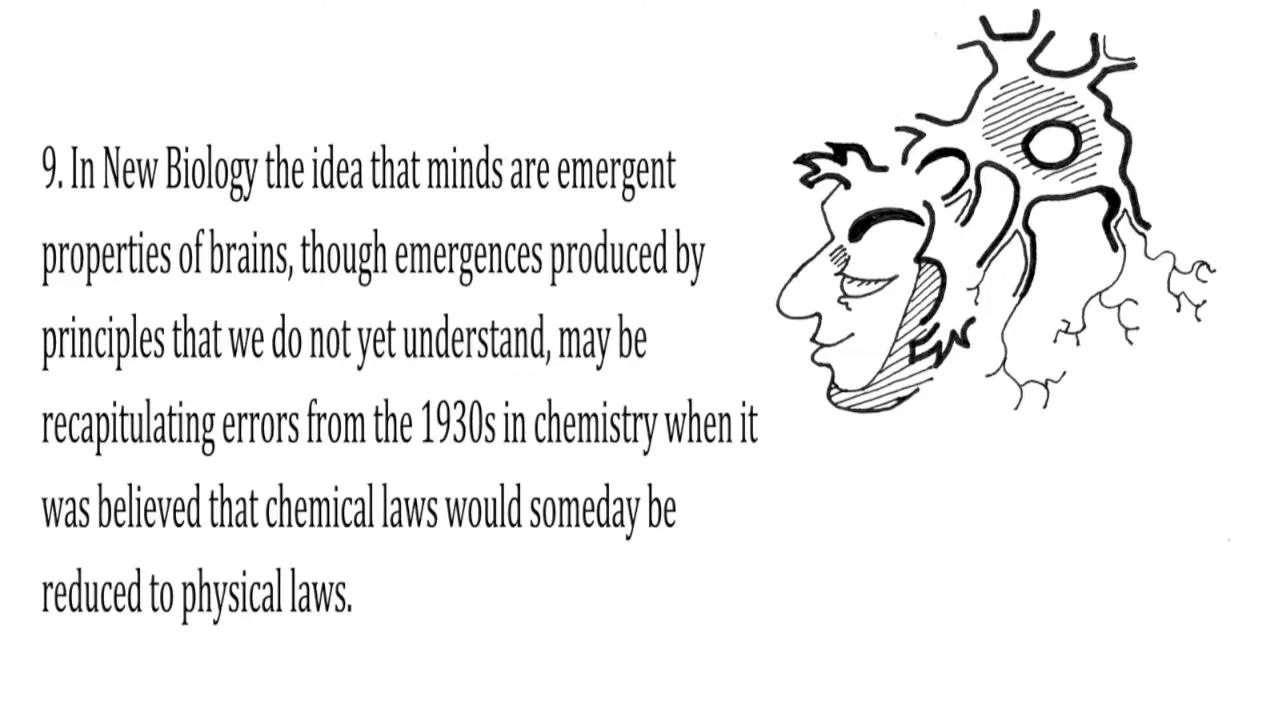 9. In New Biology the idea that minds are emergent
properties of brains, though emergences produced by
principles that we do not yet understand, may be
recapitulating errors from the 1930s in chemistry when it
was believed that chemical laws would someday be
reduced to physical laws.